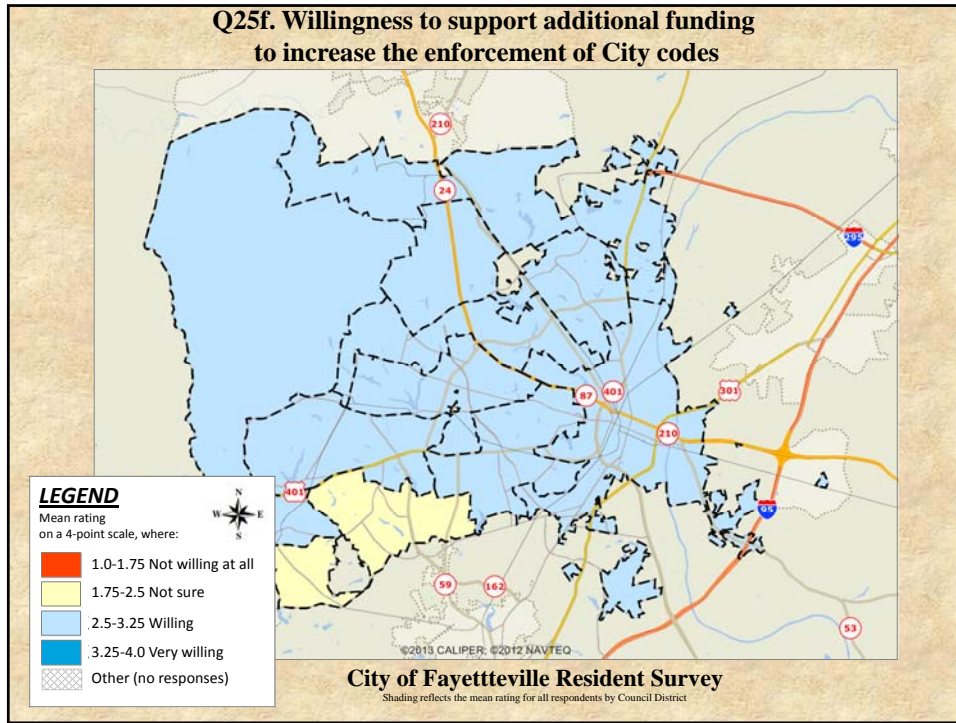 Q25f. Willingness to support additional funding
to increase the enforcement of City codes
210
24
295
87
401
301
210
401
95
59
162
53
LEGEND
Mean rating
on a 4-point scale, where:
N
W E
S
1.0-1.75 Not willing at all
1.75-2.5 Not sure
2.5-3.25 Willing
3.25-4.0 Very willing
Other (no responses)
©2013 CALIPER; ©2012 NAVTEQ
City of Fayettteville Resident Survey
Shading reflects the mean rating for all respondents by Council District